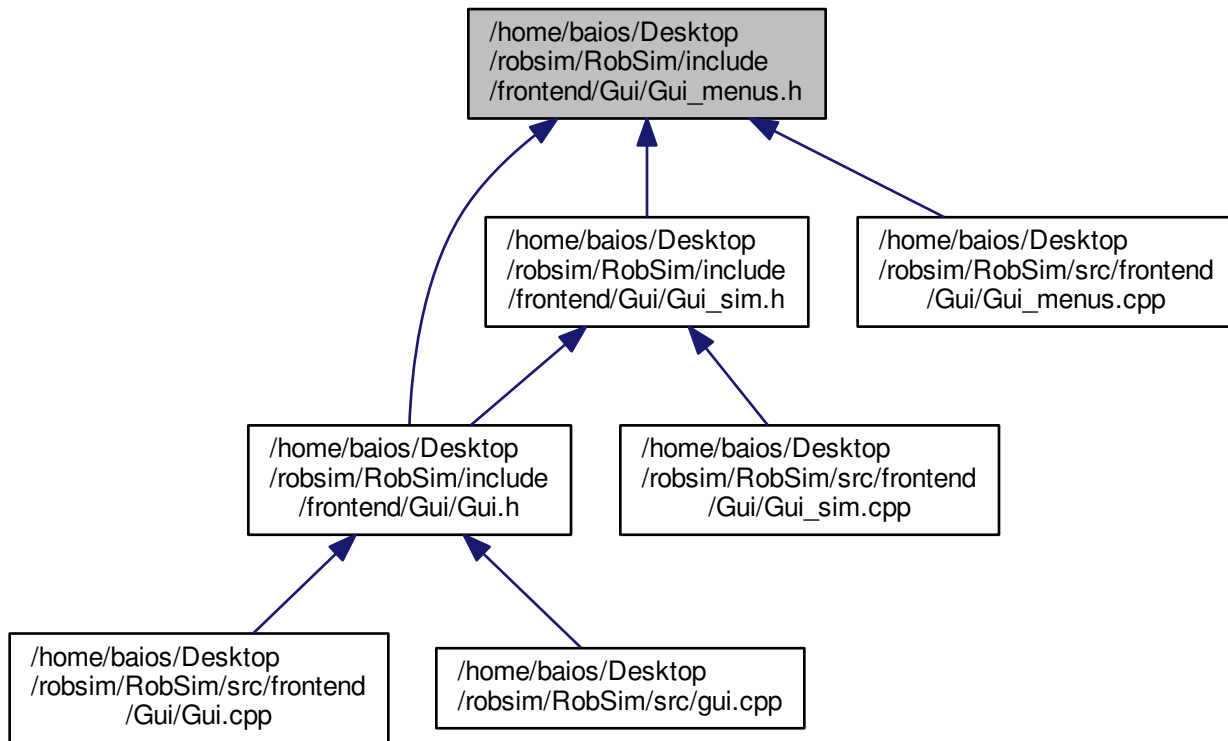 /home/baios/Desktop
/robsim/RobSim/include
/frontend/Gui/Gui_menus.h
/home/baios/Desktop
/robsim/RobSim/include
/frontend/Gui/Gui_sim.h
/home/baios/Desktop
/robsim/RobSim/src/frontend
/Gui/Gui_menus.cpp
/home/baios/Desktop
/robsim/RobSim/include
/frontend/Gui/Gui.h
/home/baios/Desktop
/robsim/RobSim/src/frontend
/Gui/Gui_sim.cpp
/home/baios/Desktop
/robsim/RobSim/src/frontend
/Gui/Gui.cpp
/home/baios/Desktop
/robsim/RobSim/src/gui.cpp